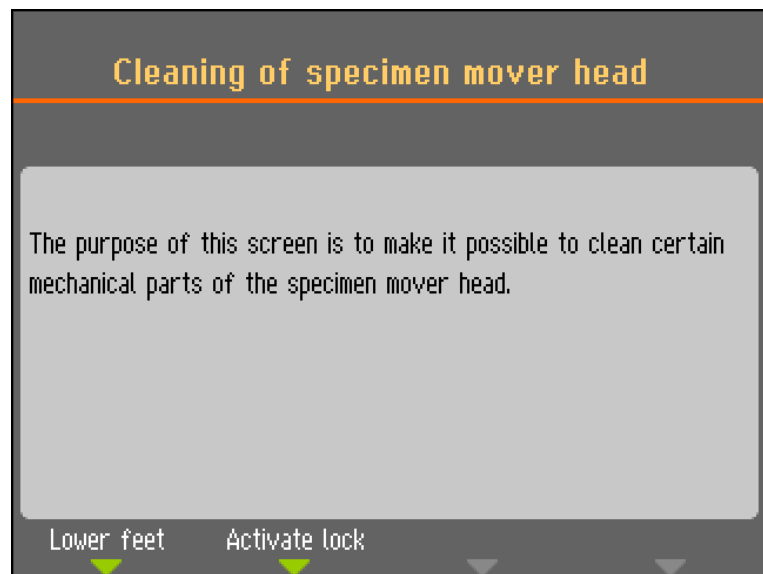 Cleaning of specimen mover head
The purpose of this screen is to make it possible to clean certain
mechanical parts of the specimen mover head.
Lower feet Activate lock